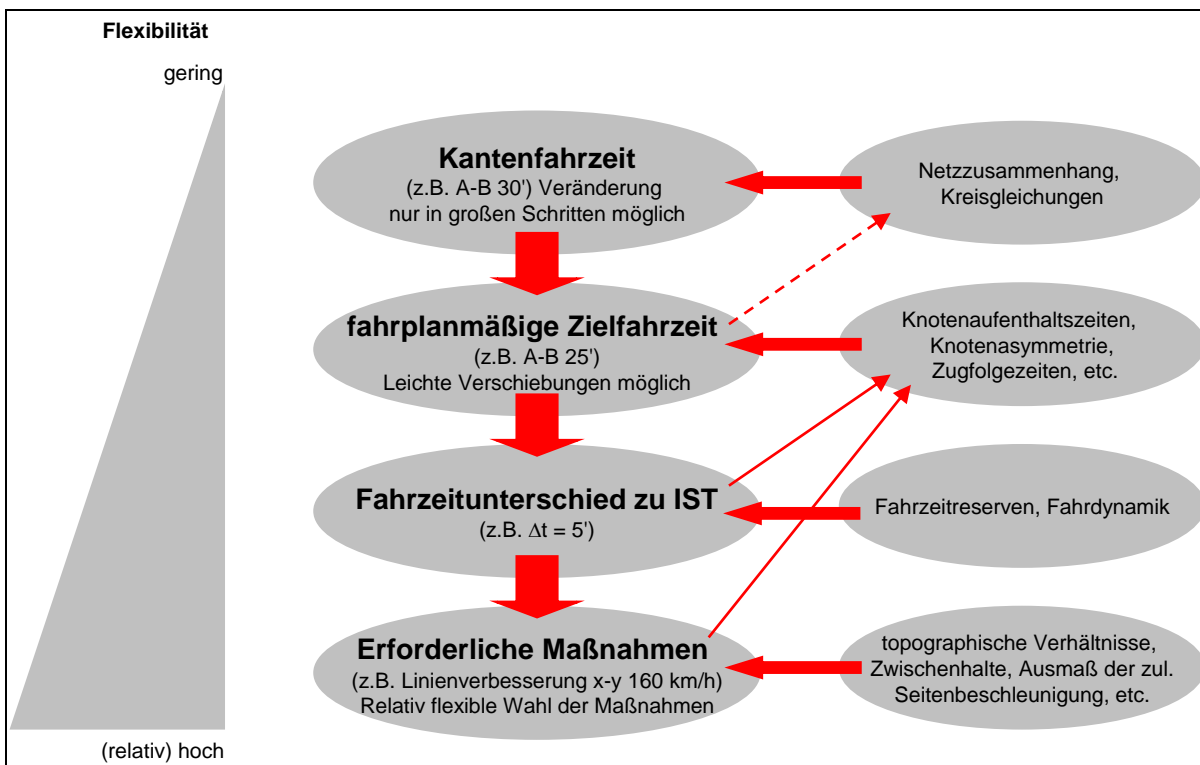 Flexibilität
gering
Kantenfahrzeit
(z.B. A-B 30') Veränderung
nur in großen Schritten möglich
Netzzusammenhang,
Kreisgleichungen
fahrplanmäßige Zielfahrzeit
(z.B. A-B 25')
Leichte Verschiebungen möglich
Knotenaufenthaltszeiten,
Knotenasymmetrie,
Zugfolgezeiten, etc.
Fahrzeitunterschied zu IST
(z.B. Δt = 5')
Fahrzeitreserven, Fahrdynamik
Erforderliche Maßnahmen
(z.B. Linienverbesserung x-y 160 km/h)
Relativ flexible Wahl der Maßnahmen
topographische Verhältnisse,
Zwischenhalte, Ausmaß der zul.
Seitenbeschleunigung, etc.
(relativ) hoch